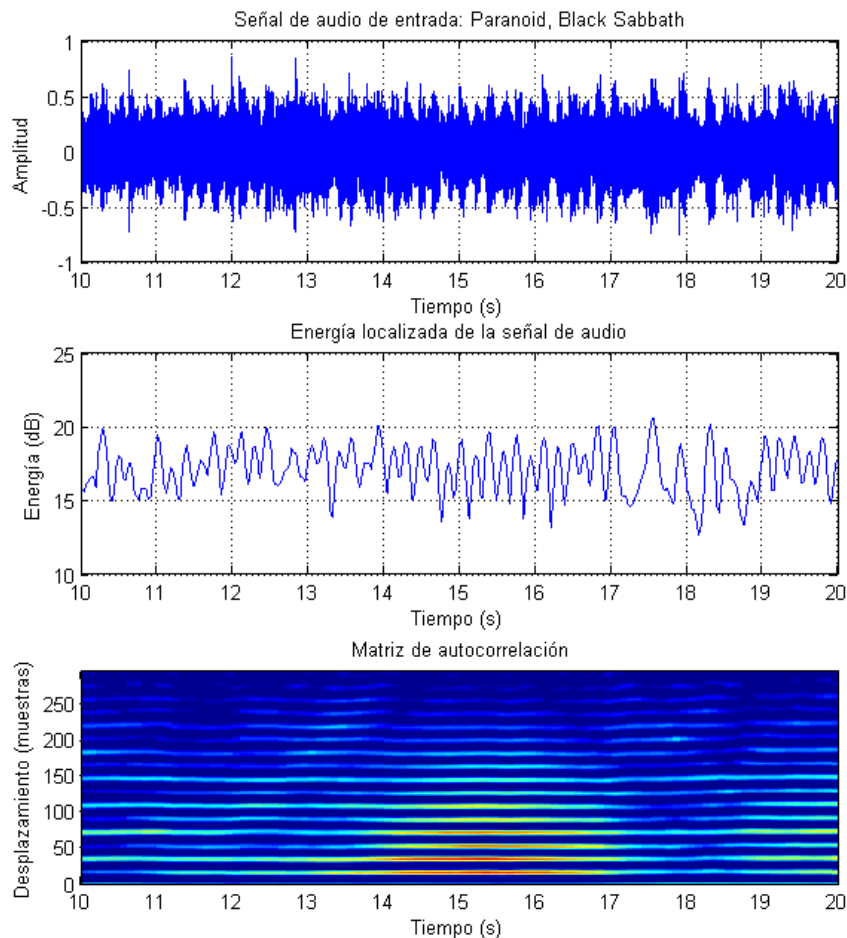 Señal de audio de entrada: Paranoid, Black Sabbath
Amplitud
1
0.5
0
-0.5
-1
10 11 12 13 14 15 16 17 18 19 20
Tiempo (s)
Energía localizada de la señal de audio
Energía (dB)
25
20
15
10
10 11 12 13 14 15 16 17 18 19 20
Tiempo (s)
Matriz de autocorrelación
Desplazamiento (muestras)
250
200
150
100
50
0
10 11 12 13 14 15 16 17 18 19 20
Tiempo (s)